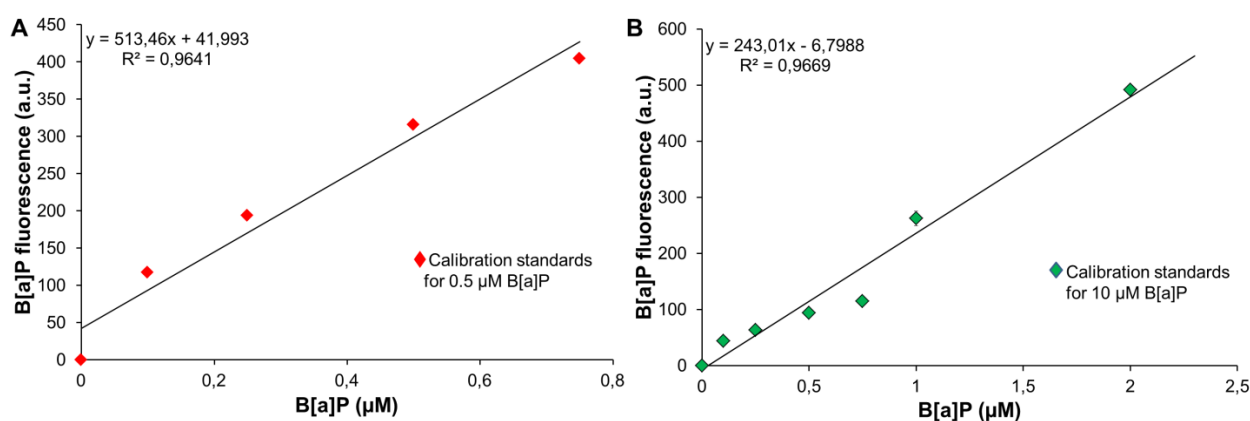 A
y = 513,46x + 41,993
R² = 0,9641
B[a]P fluorescence (a.u.)
450
400
350
300
250
200
150
100
50
0
0
0,2
0,4
0,6
0,8
B[a]P (µM)
Calibration standards
for 0.5 µM B[a]P
B
y = 243,01x - 6,7988
R² = 0,9669
B[a]P fluorescence (a.u.)
600
500
400
300
200
100
0
0
0,5
1
1,5
2
2,5
B[a]P (µM)
Calibration standards
for 10 µM B[a]P